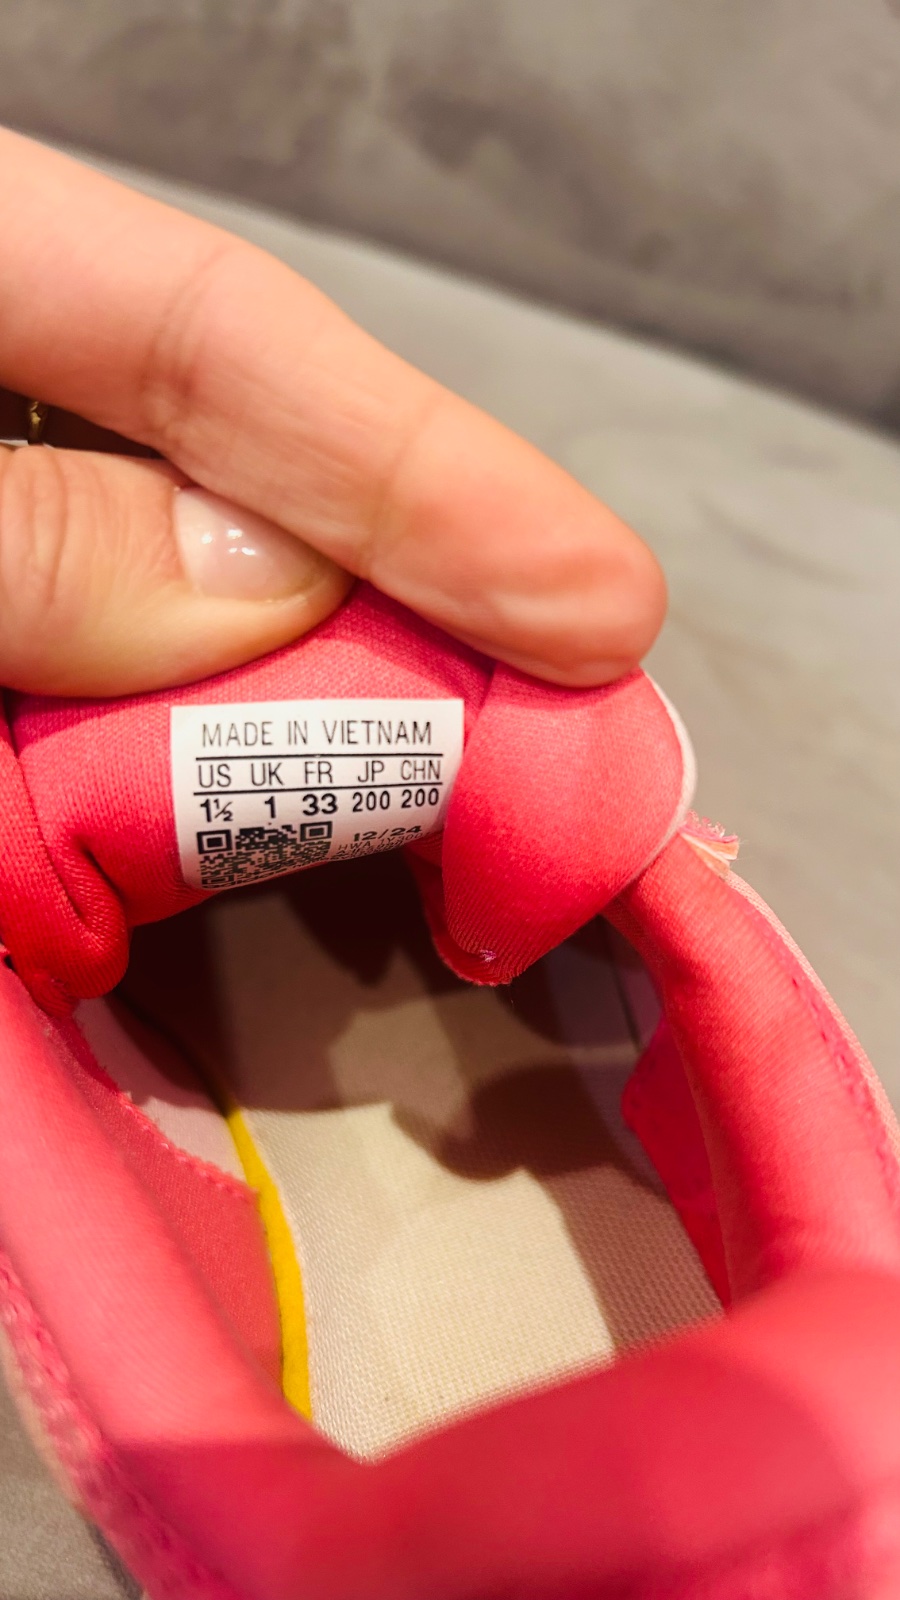 MADE IN VIETNAM
US UK FR JP CHN
1½ 1 33 200 200
12/24